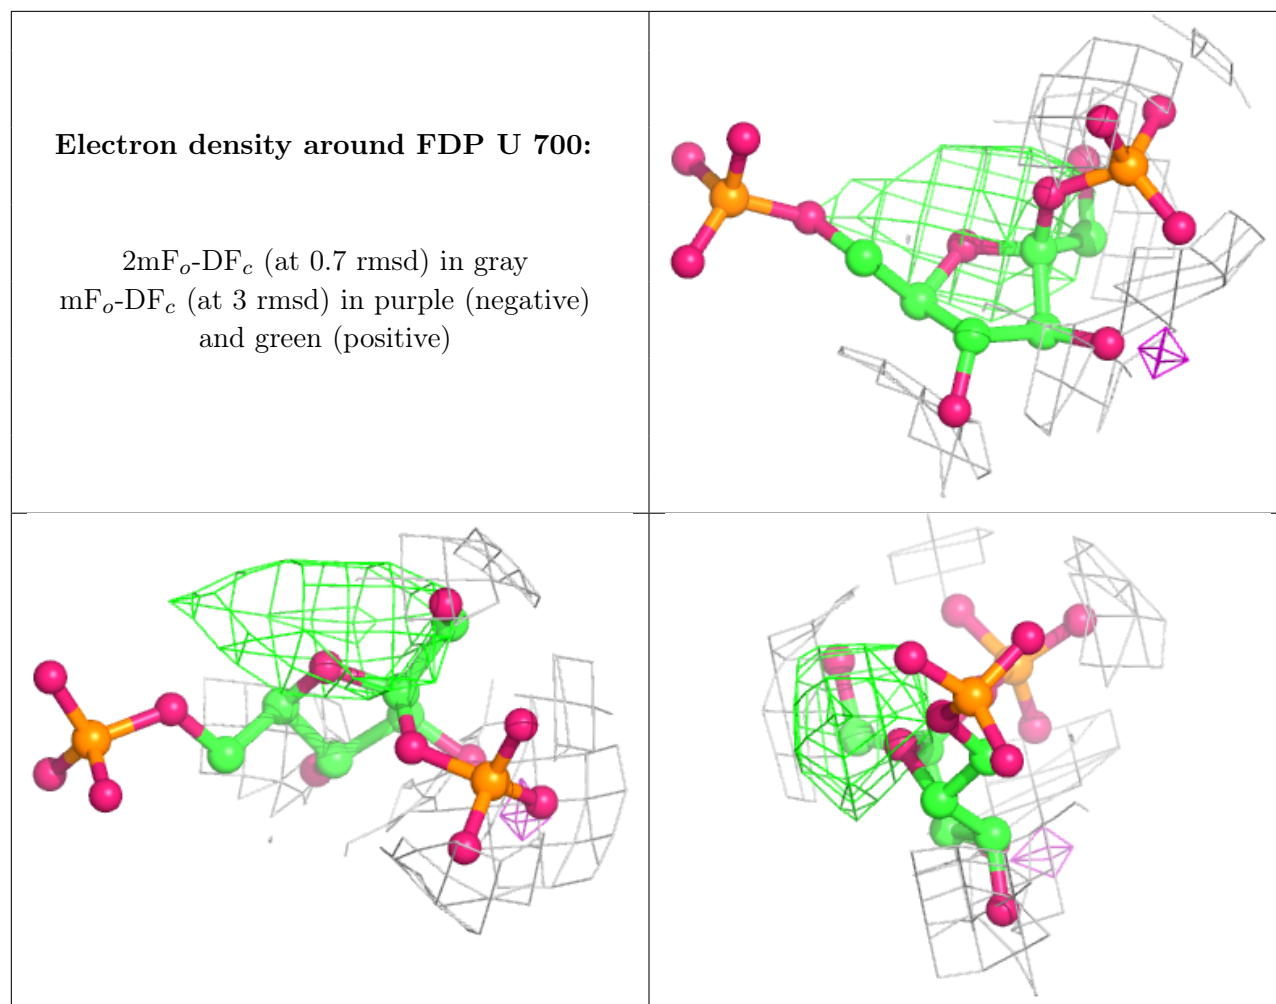 Electron density around FDP U 700:
2mFo-DFc (at 0.7 rmsd) in gray
mFo-DFc (at 3 rmsd) in purple (negative)
and green (positive)